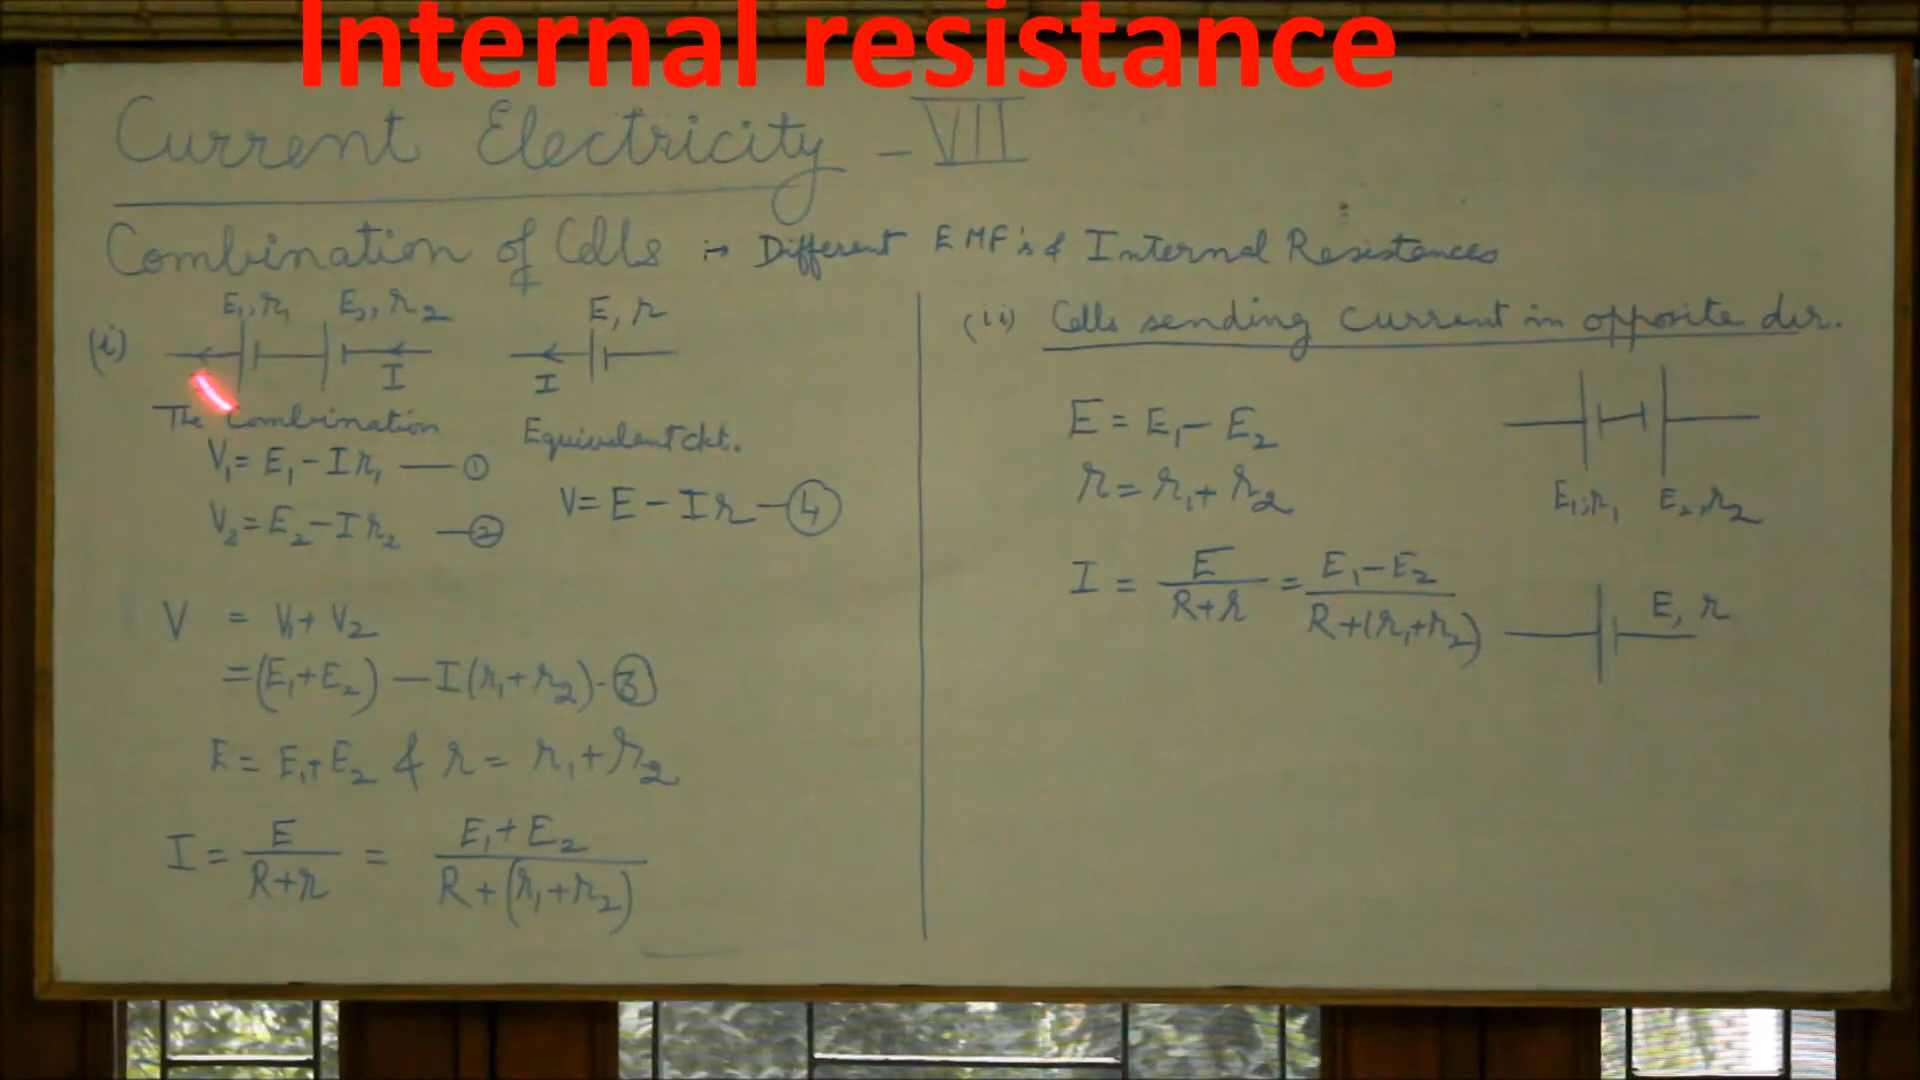 Internal resistance
Current Electricity - VII
Combination of Cells :→ Different EMF's & Internal Resistances
(i)
E₁, r₁
E₂, r₂
I
The Combination
V₁ = E₁ - I r₁ — ①
V₂ = E₂ - I r₂ — ②
E, r
I
Equivalent ckt.
V = E - I r — ④
V = V₁ + V₂
= (E₁+E₂) - I(r₁+r₂) - ③
E = E₁+E₂ & r = r₁+r₂
I = E/(R+r) = (E₁+E₂)/(R+(r₁+r₂))
(ii) Cells sending current in opposite dir.
E = E₁ - E₂
r = r₁ + r₂
E₁, r₁
E₂, r₂
I = E/(R+r) = (E₁-E₂)/(R+(r₁+r₂))
E, r